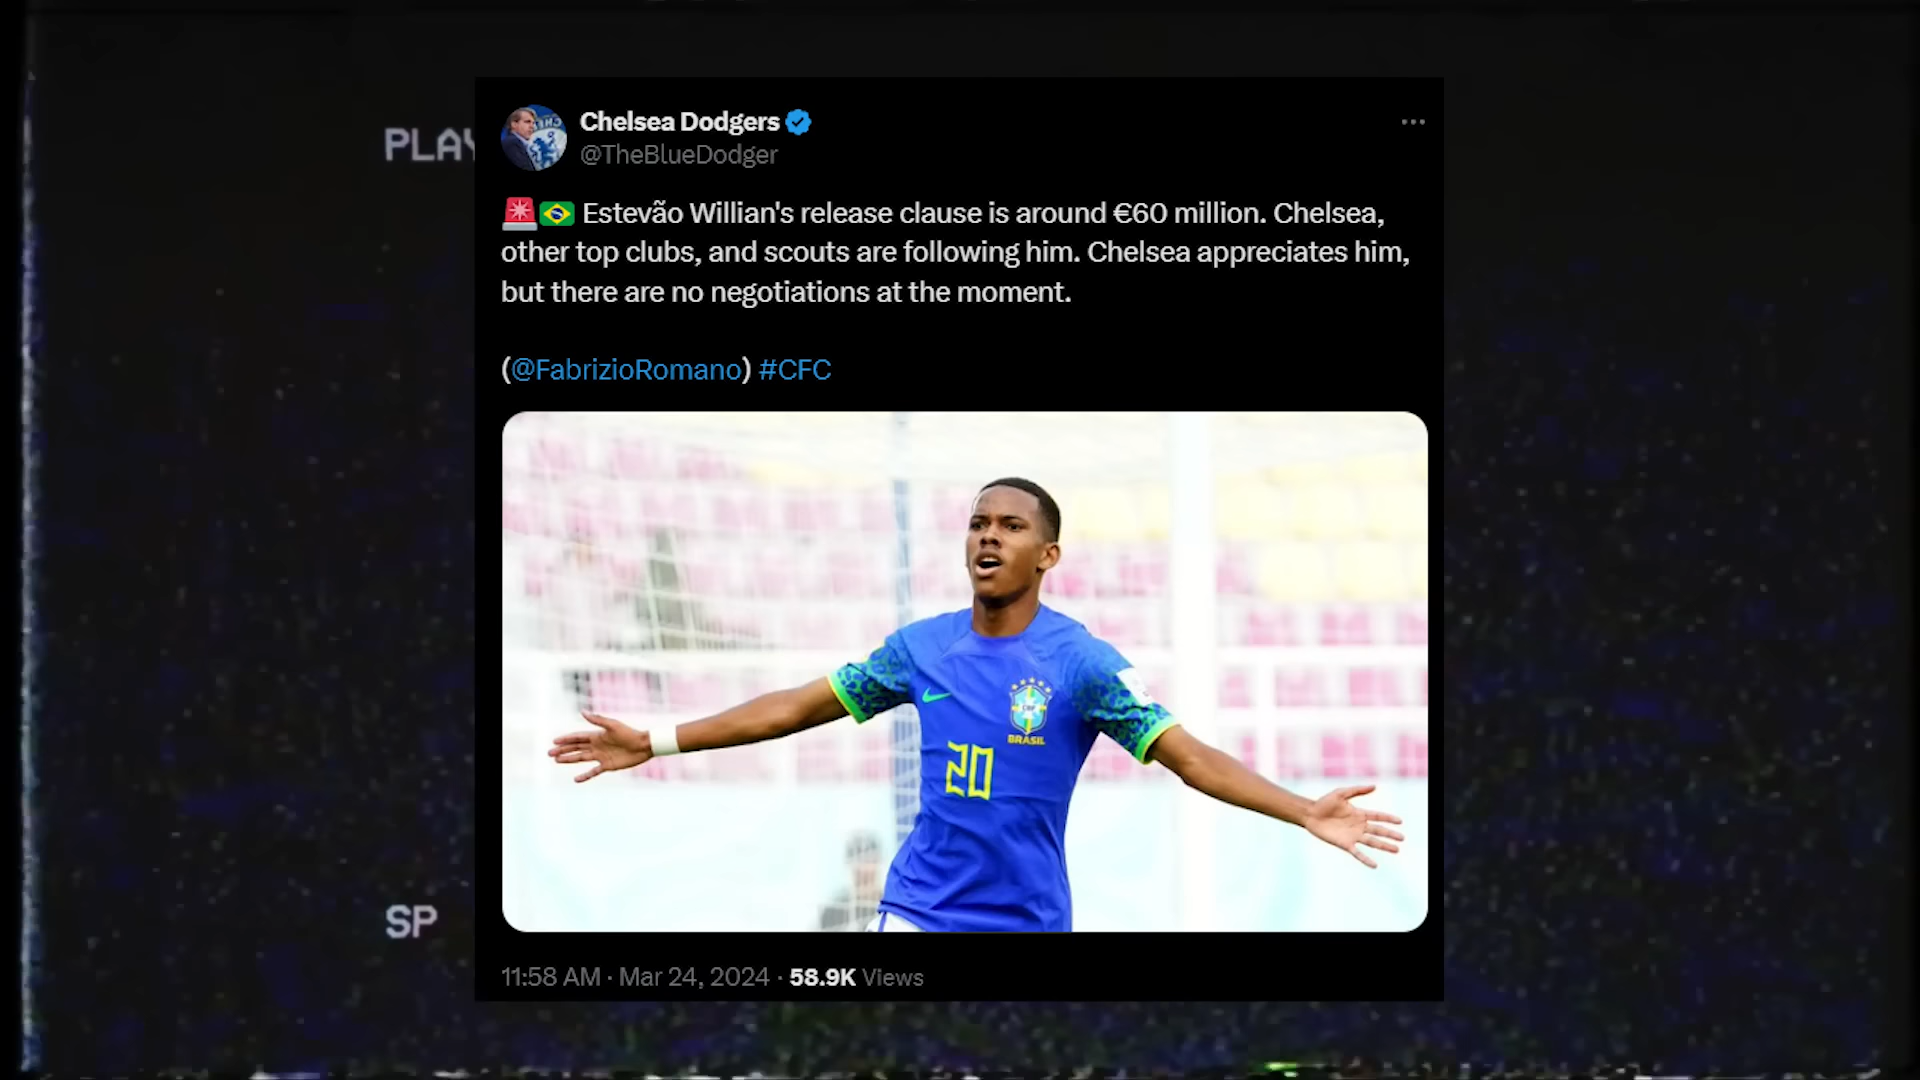 PLAY
Chelsea Dodgers
@TheBlueDodger
🚨🇧🇷 Estevão Willian's release clause is around €60 million. Chelsea,
other top clubs, and scouts are following him. Chelsea appreciates him,
but there are no negotiations at the moment.
(@FabrizioRomano) #CFC
CBF
BRASIL
20
SP
11:58 AM · Mar 24, 2024 · 58.9K Views